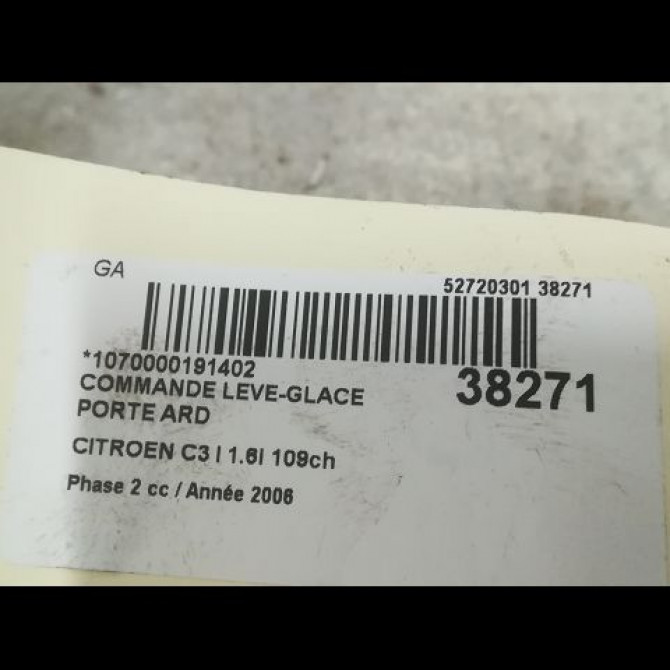 GA
52720301 38271
*1070000191402
38271
COMMANDE LEVE-GLACE
PORTE ARD
CITROEN C3 I 1.6i 109ch
Phase 2 cc / Année 2006